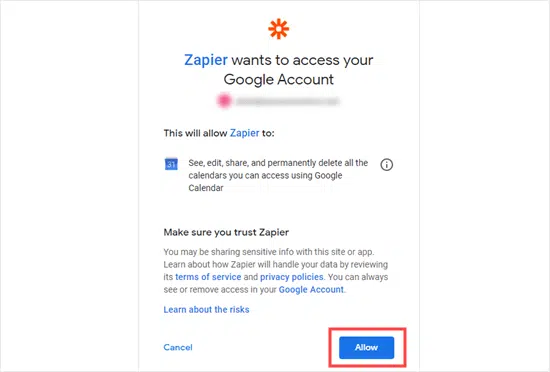 Zapier wants to access your
Google Account
This will allow Zapier to:
31
See, edit, share, and permanently delete all the
calendars you can access using Google
Calendar
Make sure you trust Zapier
You may be sharing sensitive info with this site or app.
Learn about how Zapier will handle your data by reviewing
its terms of service and privacy policies. You can always
see or remove access in your Google Account.
Learn about the risks
Cancel
Allow